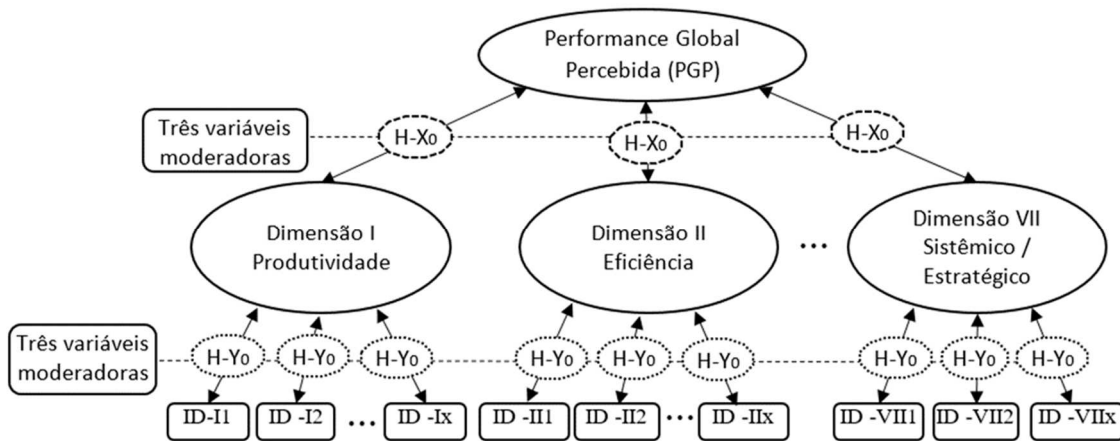 Performance Global
Percebida (PGP)
Três variáveis
moderadoras
H-X₀
H-X₀
H-X₀
Dimensão I
Produtividade
Dimensão II
Eficiência
...
Dimensão VII
Sistêmico /
Estratégico
Três variáveis
moderadoras
H-Y₀
H-Y₀
H-Y₀
H-Y₀
H-Y₀
H-Y₀
H-Y₀
H-Y₀
H-Y₀
ID-I1
ID -I2
...
ID -Ix
ID -II1
ID -II2
...
ID -IIx
ID -VII1
ID -VII2
ID -VIIx